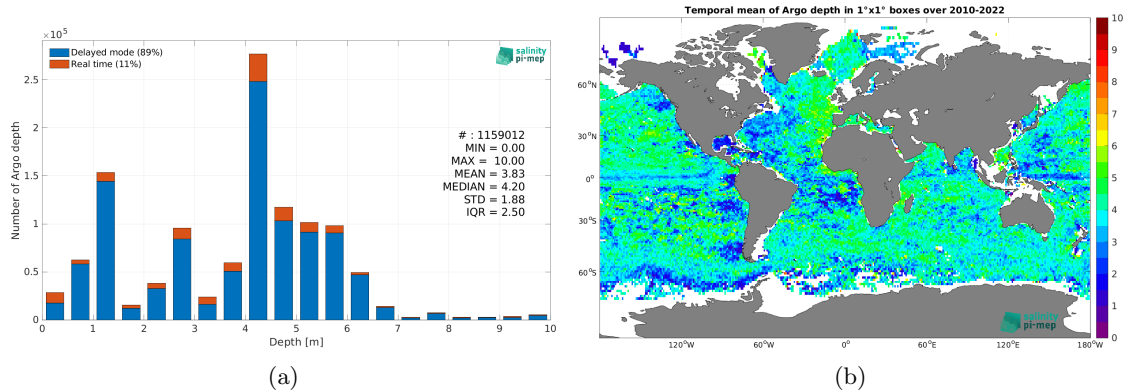 ×10⁵
Delayed mode (89%)
Real time (11%)
salinity
pi-mep
2.5
2
1.5
1
0.5
0
Number of Argo depth
# : 1159012
MIN = 0.00
MAX = 10.00
MEAN = 3.83
MEDIAN = 4.20
STD = 1.88
IQR = 2.50
0 1 2 3 4 5 6 7 8 9 10
Depth [m]
(a)
Temporal mean of Argo depth in 1°x1° boxes over 2010-2022
60°N
30°N
0°
30°S
60°S
120°W 60°W 0° 60°E 120°E 180°W
salinity
pi-mep
10
9
8
7
6
5
4
3
2
1
0
(b)